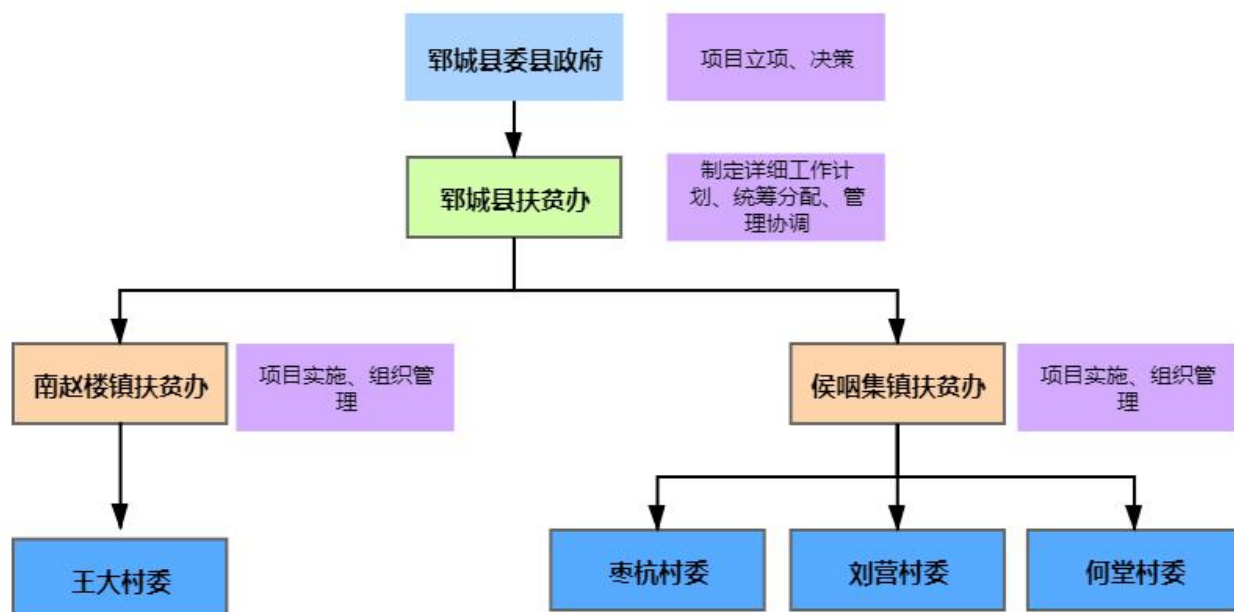 郓城县委县政府
项目立项、决策
郓城县扶贫办
制定详细工作计
划、统筹分配、管
理协调
南赵楼镇扶贫办
项目实施、组织管
理
侯咽集镇扶贫办
项目实施、组织管
理
王大村委
枣杭村委
刘营村委
何堂村委